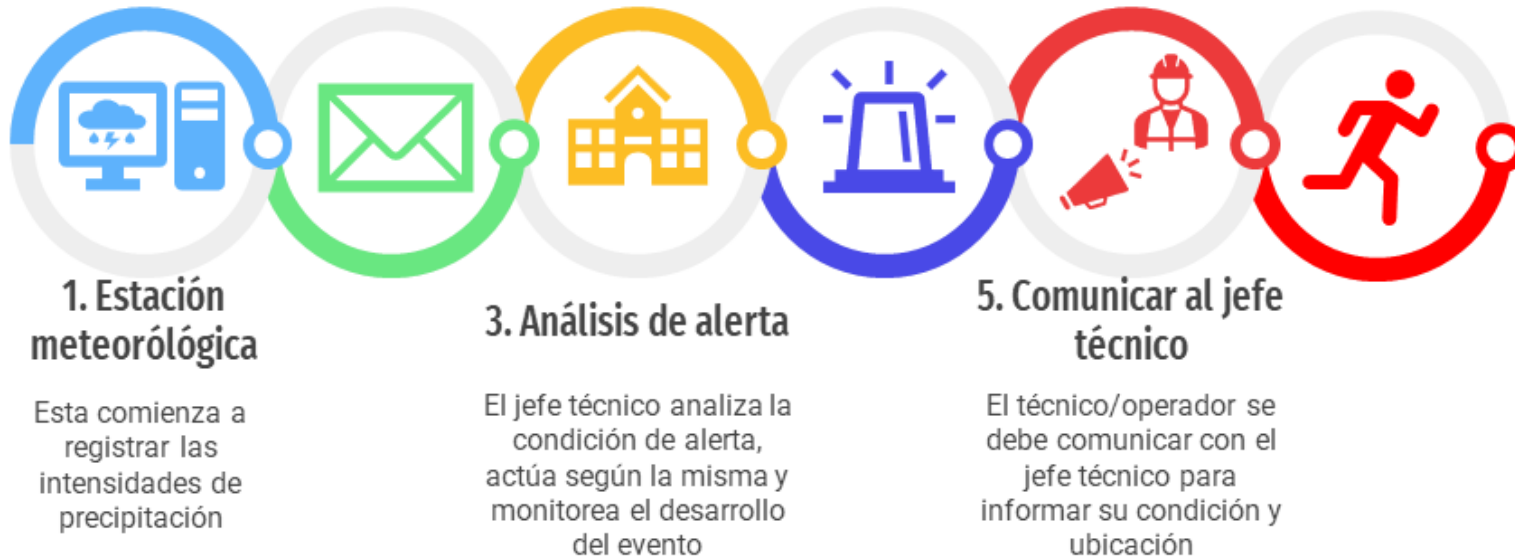 1. Estación
meteorólógica
Esta comienza a
registrar las
intensidades de
precipitación
3. Análisis de alerta
El jefe técnico analiza la
condición de alerta,
actúa según la misma y
monitorea el desarrollo
del evento
5. Comunicar al jefe
técnico
El técnico/operador se
debe comunicar con el
jefe técnico para
informar su condición y
ubicación